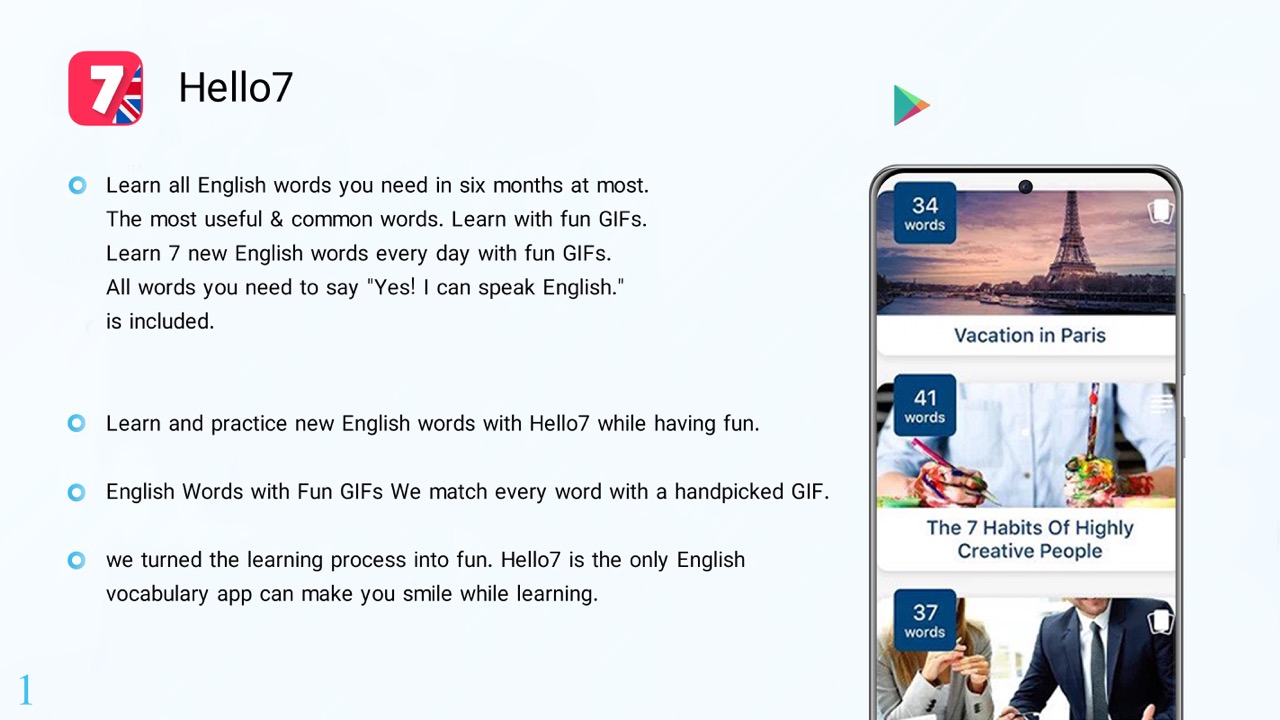 7
Hello7
Learn all English words you need in six months at most.
The most useful & common words. Learn with fun GIFs.
Learn 7 new English words every day with fun GIFs.
All words you need to say "Yes! I can speak English."
is included.
Learn and practice new English words with Hello7 while having fun.
English Words with Fun GIFs We match every word with a handpicked GIF.
we turned the learning process into fun. Hello7 is the only English
vocabulary app can make you smile while learning.
34
words
Vacation in Paris
41
words
The 7 Habits Of Highly
Creative People
37
words
1